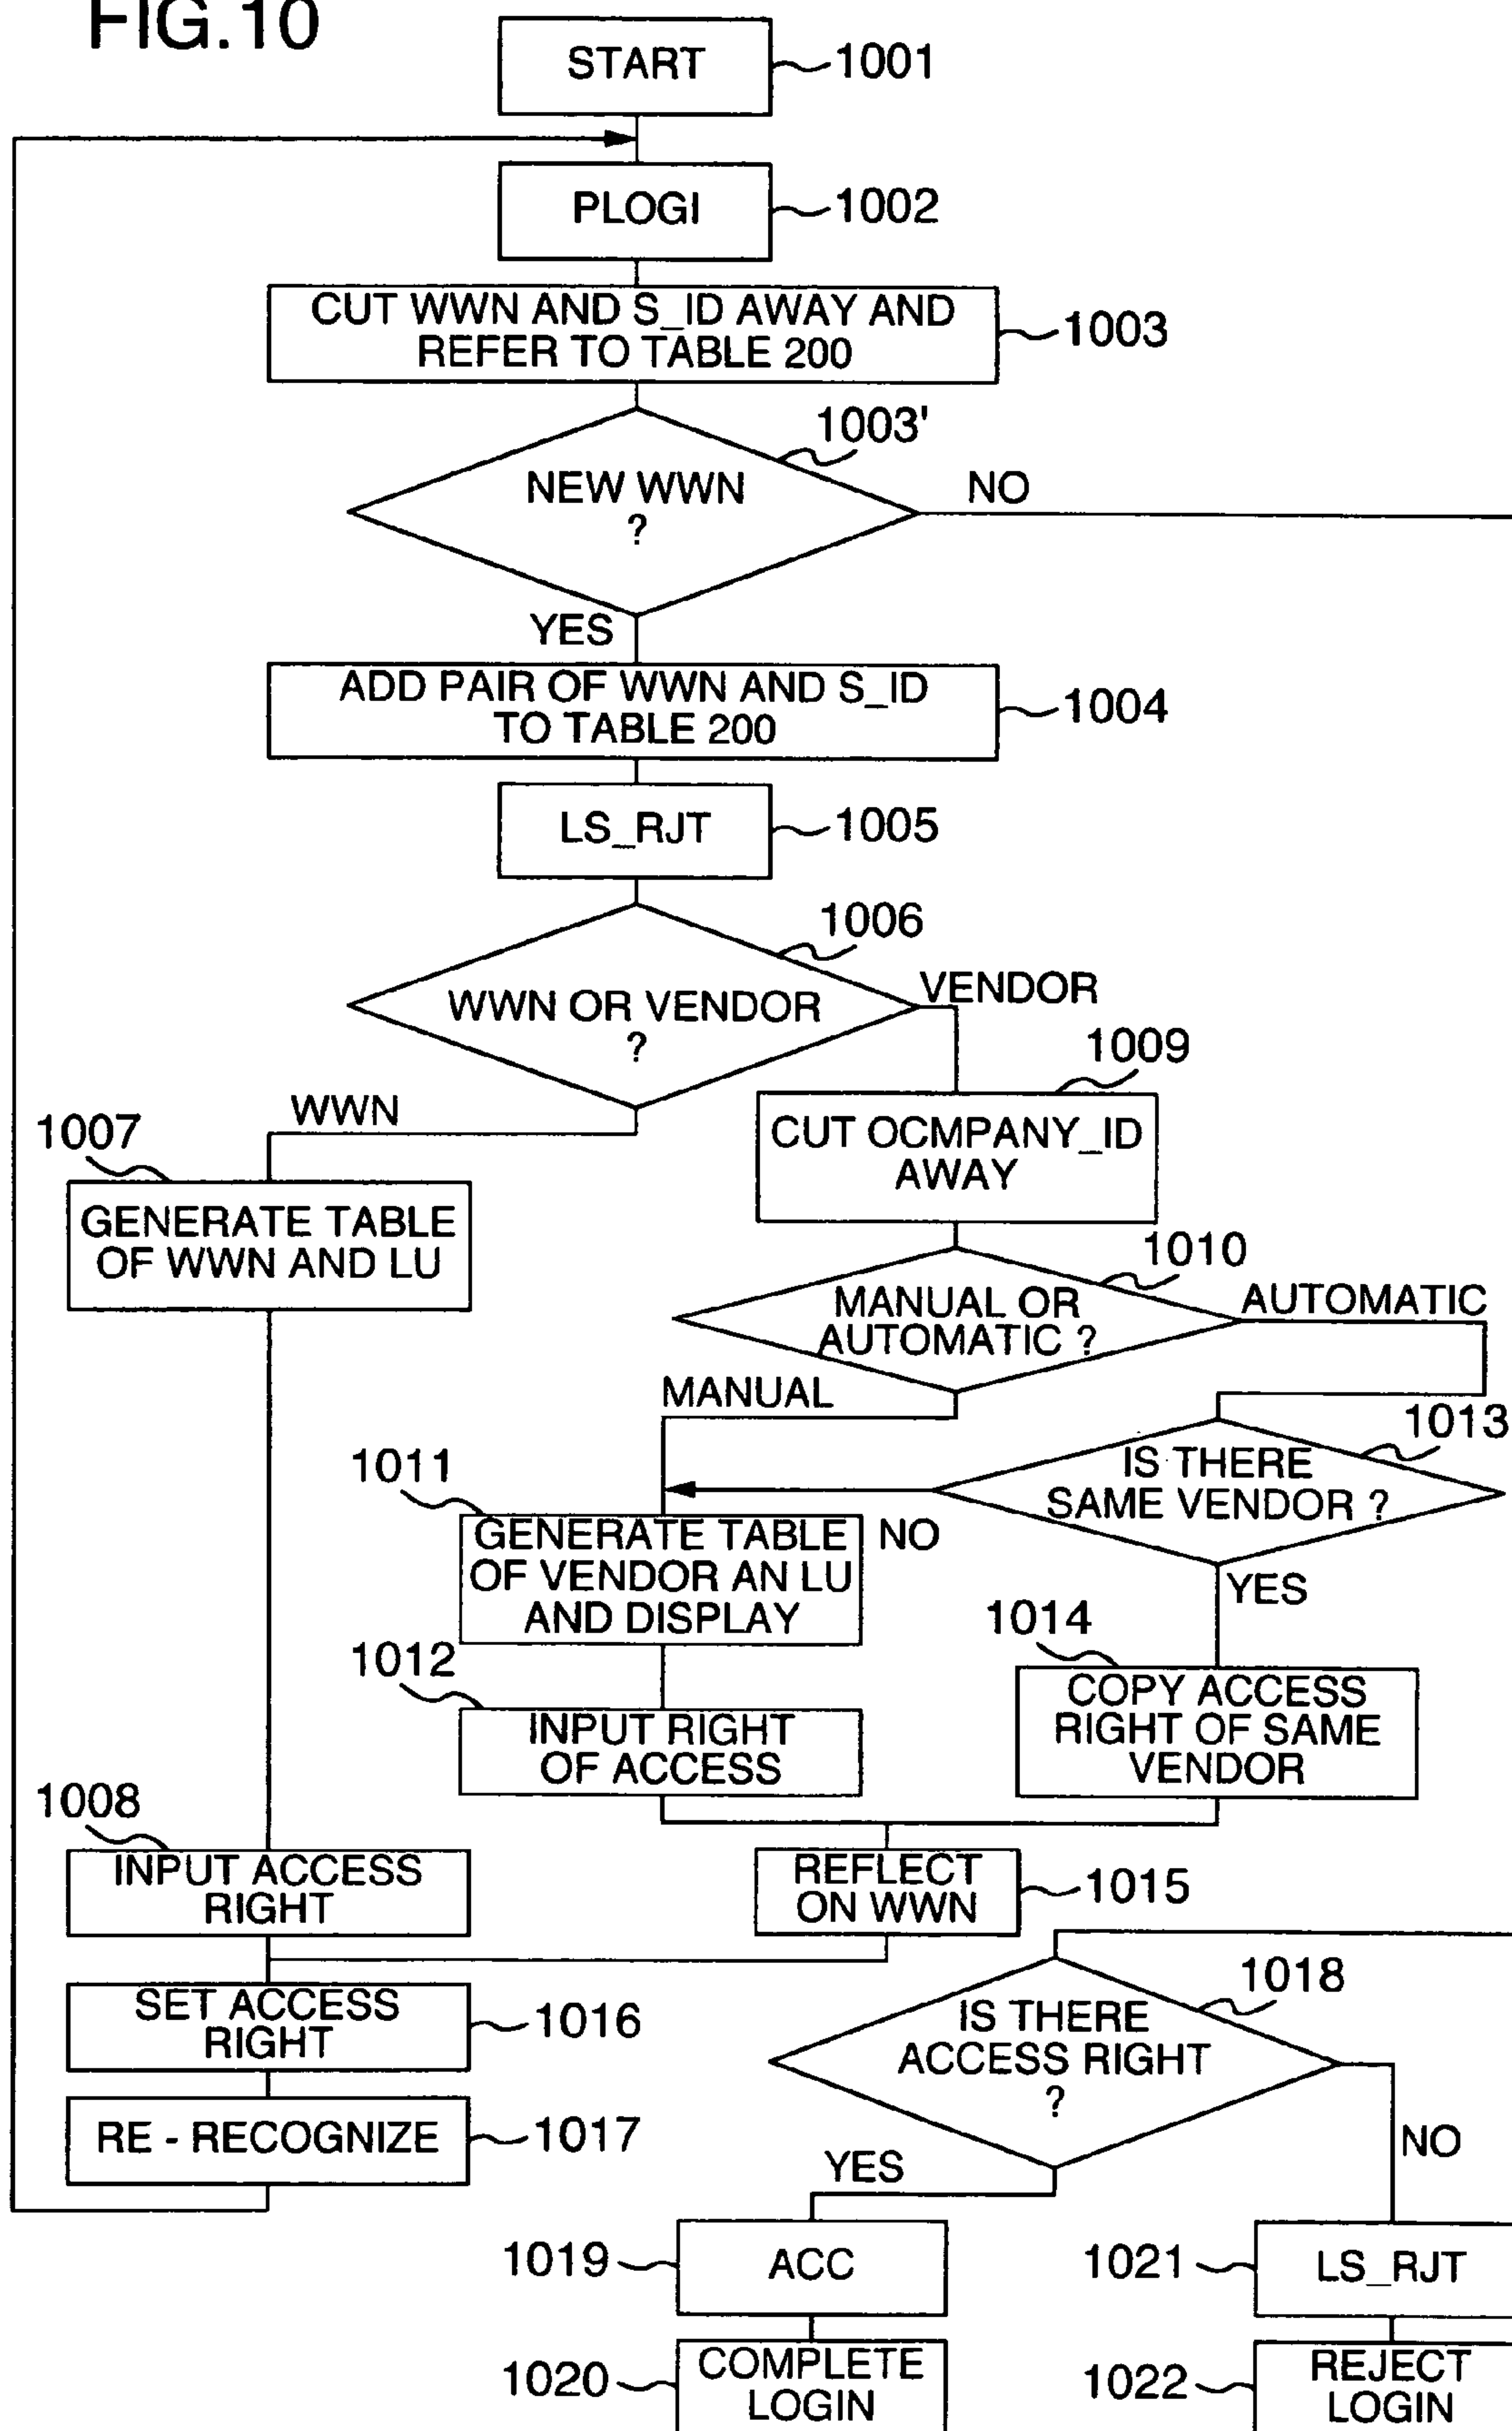 FIG.10
START
1001
PLOGI
1002
CUT WWN AND S_ID AWAY AND
REFER TO TABLE 200
1003
1003'
NEW WWN
?
NO
YES
ADD PAIR OF WWN AND S_ID
TO TABLE 200
1004
LS_RJT
1005
1006
WWN OR VENDOR
?
VENDOR
WWN
1009
CUT OCMPANY_ID
AWAY
1007
GENERATE TABLE
OF WWN AND LU
1010
MANUAL OR
AUTOMATIC ?
AUTOMATIC
MANUAL
1013
IS THERE
SAME VENDOR ?
NO
YES
1011
GENERATE TABLE
OF VENDOR AN LU
AND DISPLAY
1014
COPY ACCESS
RIGHT OF SAME
VENDOR
1012
INPUT RIGHT
OF ACCESS
1008
INPUT ACCESS
RIGHT
REFLECT
ON WWN
1015
SET ACCESS
RIGHT
1016
1018
IS THERE
ACCESS RIGHT
?
RE - RECOGNIZE
1017
YES
NO
1019
ACC
1021
LS_RJT
1020
COMPLETE
LOGIN
1022
REJECT
LOGIN